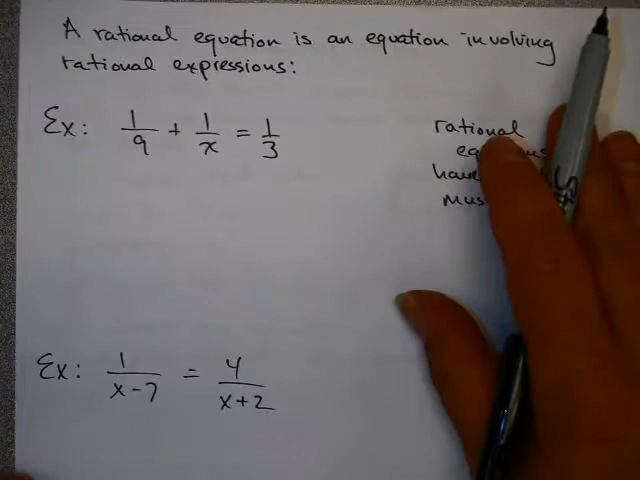 A rational equation is an equation involving
rational expressions:
Ex: 1/9 + 1/x = 1/3
rational
have
Ex: 1/(x-7) = 4/(x+2)